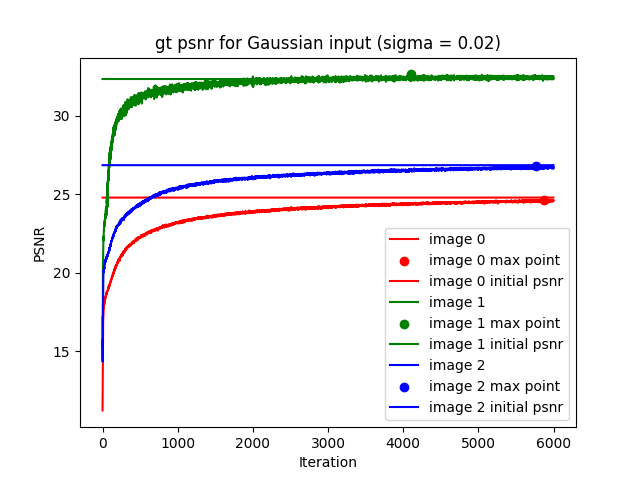 gt psnr for Gaussian input (sigma = 0.02)
PSNR
30
25
20
15
image 0
image 0 max point
image 0 initial psnr
image 1
image 1 max point
image 1 initial psnr
image 2
image 2 max point
image 2 initial psnr
0 1000 2000 3000 4000 5000 6000
Iteration